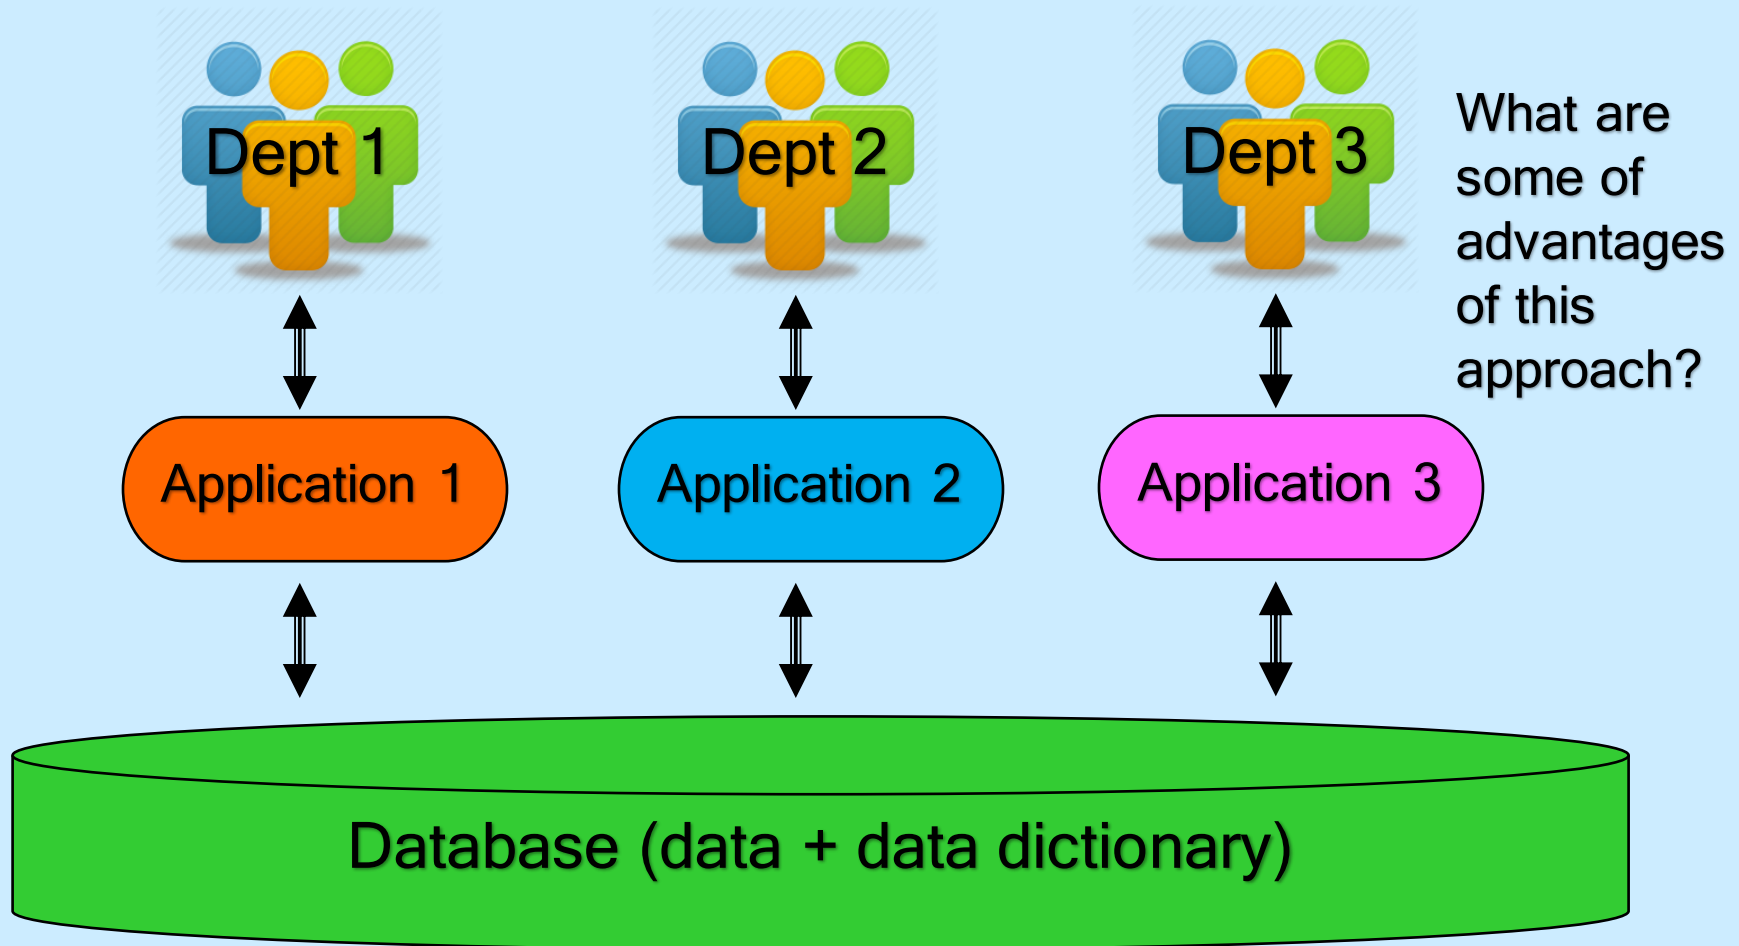 Dept 1
Dept 2
Dept 3
What are
some of
advantages
of this
approach?
Application 1
Application 2
Application 3
Database (data + data dictionary)